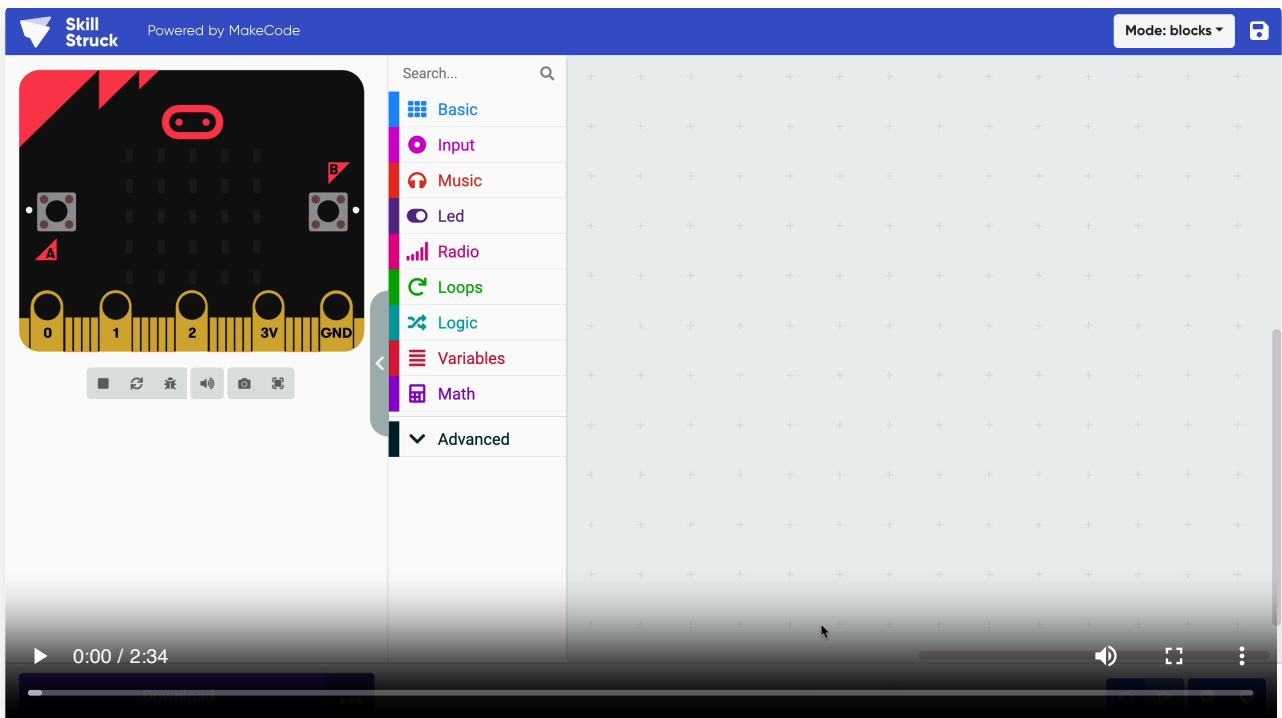 Skill
Struck
Powered by MakeCode
Mode: blocks
Search...
Basic
Input
Music
Led
Radio
Loops
Logic
Variables
Math
Advanced
B
A
0 1 2 3V GND
0:00 / 2:34
Download